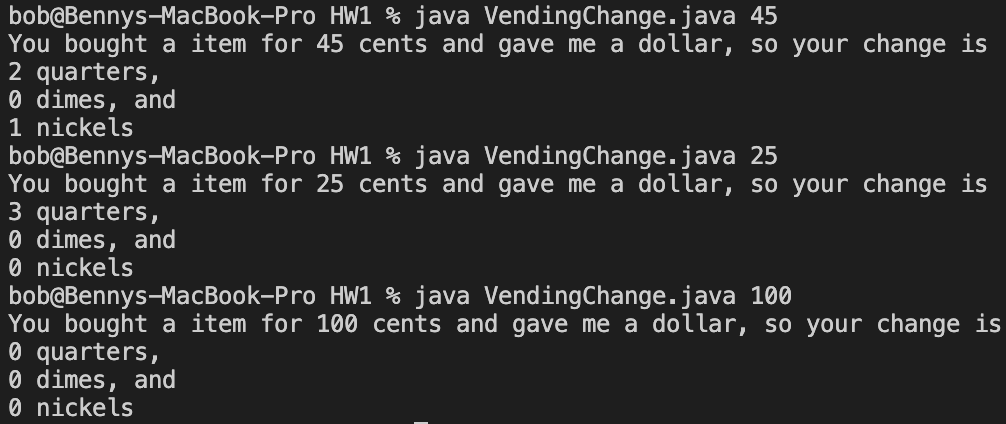 bob@Bennys-MacBook-Pro HW1 % java VendingChange.java 45
You bought a item for 45 cents and gave me a dollar, so your change is
2 quarters,
0 dimes, and
1 nickels
bob@Bennys-MacBook-Pro HW1 % java VendingChange.java 25
You bought a item for 25 cents and gave me a dollar, so your change is
3 quarters,
0 dimes, and
0 nickels
bob@Bennys-MacBook-Pro HW1 % java VendingChange.java 100
You bought a item for 100 cents and gave me a dollar, so your change is
0 quarters,
0 dimes, and
0 nickels